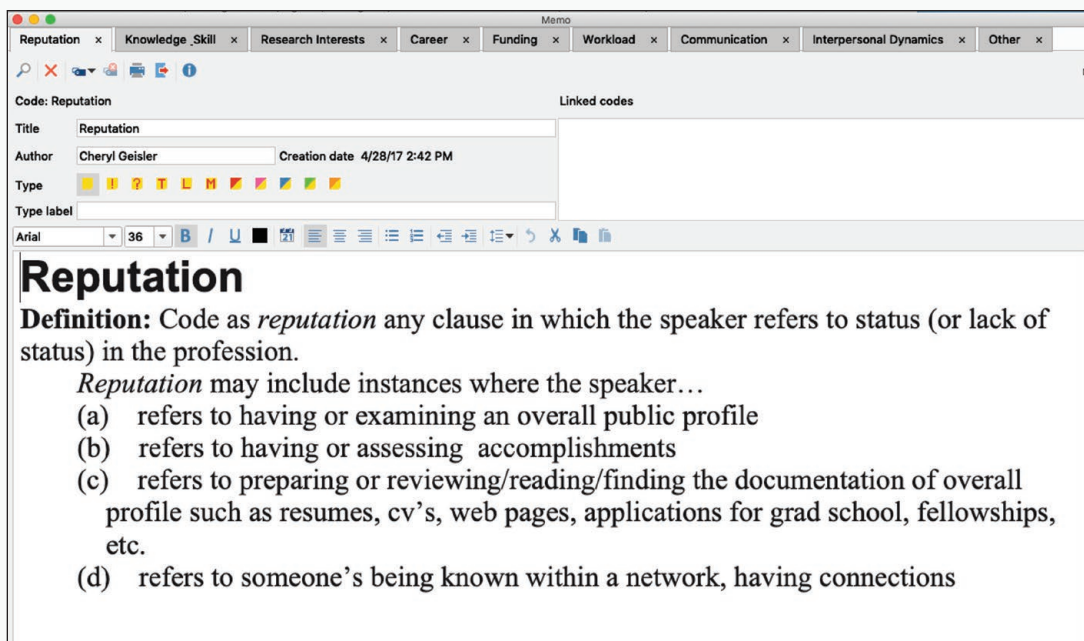 Memo
Reputation × Knowledge_Skill × Research Interests × Career × Funding × Workload × Communication × Interpersonal Dynamics × Other ×
Code: Reputation Linked codes
Title Reputation
Author Cheryl Geisler Creation date 4/28/17 2:42 PM
Type ! ? T L M
Type label
Arial 36 B I U 21
Reputation
Definition: Code as reputation any clause in which the speaker refers to status (or lack of
status) in the profession.
Reputation may include instances where the speaker…
(a) refers to having or examining an overall public profile
(b) refers to having or assessing accomplishments
(c) refers to preparing or reviewing/reading/finding the documentation of overall
profile such as resumes, cv’s, web pages, applications for grad school, fellowships,
etc.
(d) refers to someone’s being known within a network, having connections